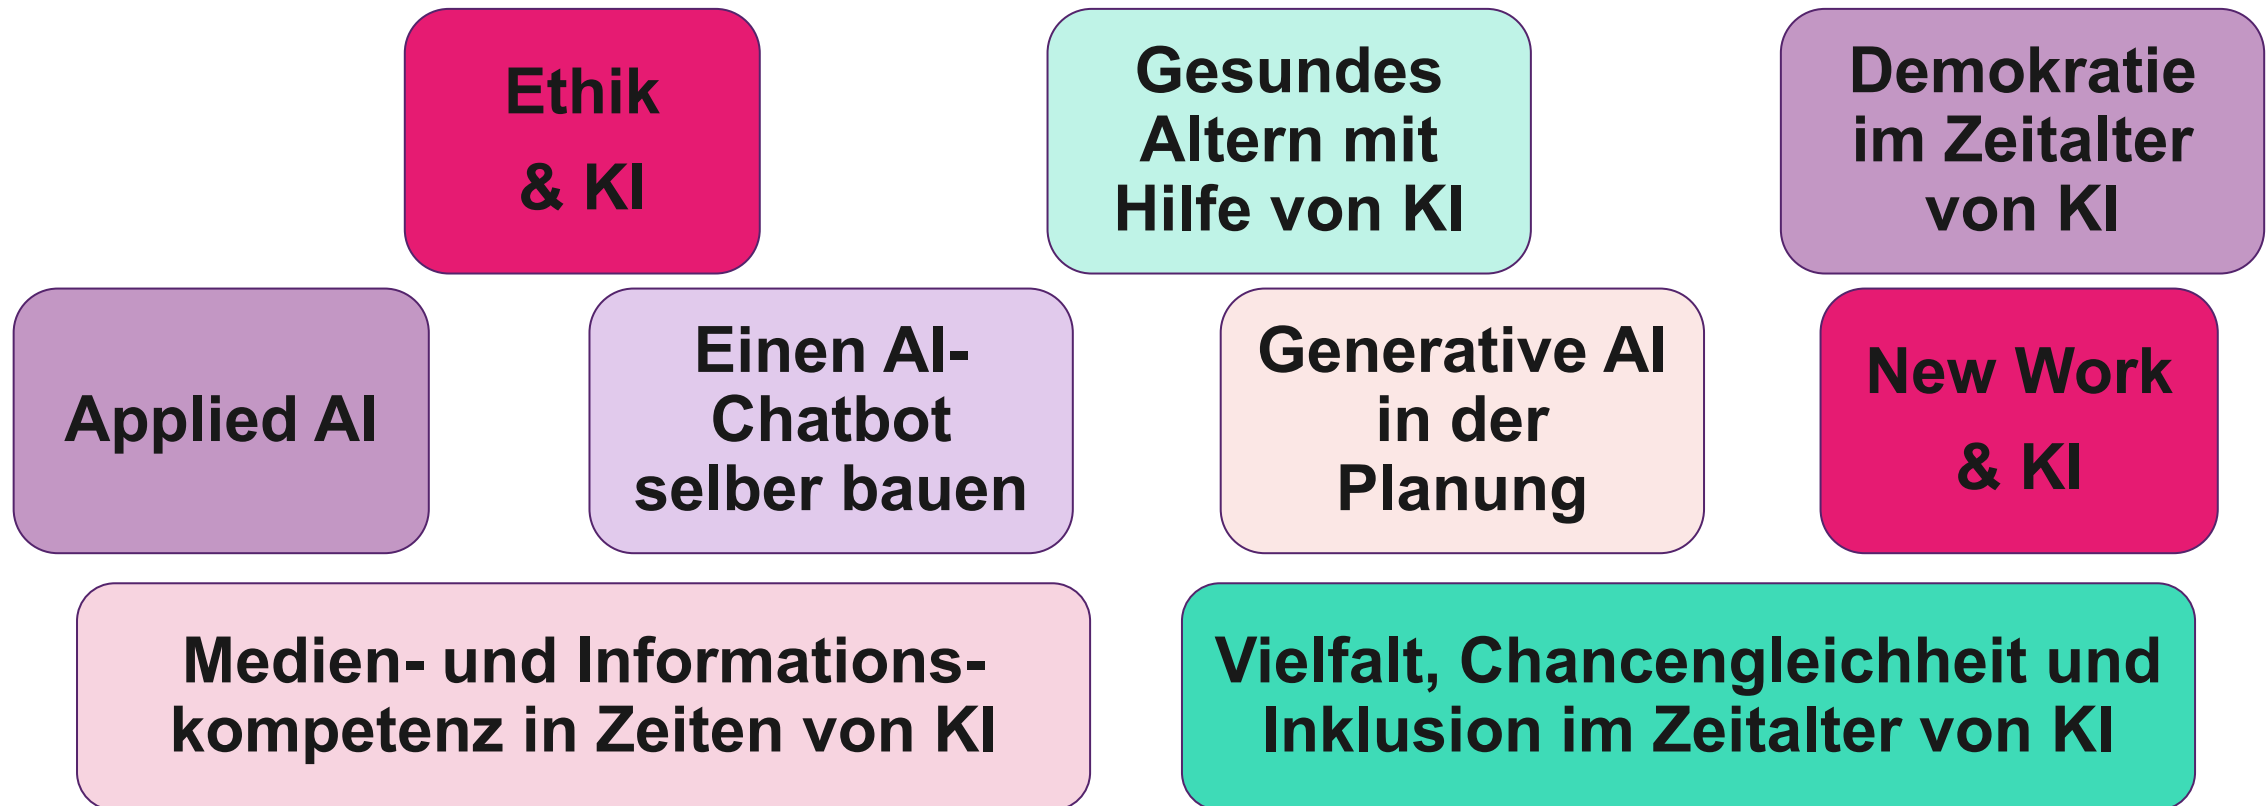 Ethik
& KI
Gesundes
Altern mit
Hilfe von KI
Demokratie
im Zeitalter
von KI
Applied AI
Einen AI-
Chatbot
selber bauen
Generative AI
in der
Planung
New Work
& KI
Medien- und Informations-
kompetenz in Zeiten von KI
Vielfalt, Chancengleichheit und
Inklusion im Zeitalter von KI